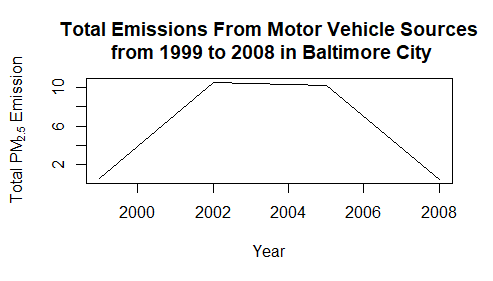 Total Emissions From Motor Vehicle Sources
from 1999 to 2008 in Baltimore City
Total PM2.5 Emission
10
6
2
2000 2002 2004 2006 2008
Year